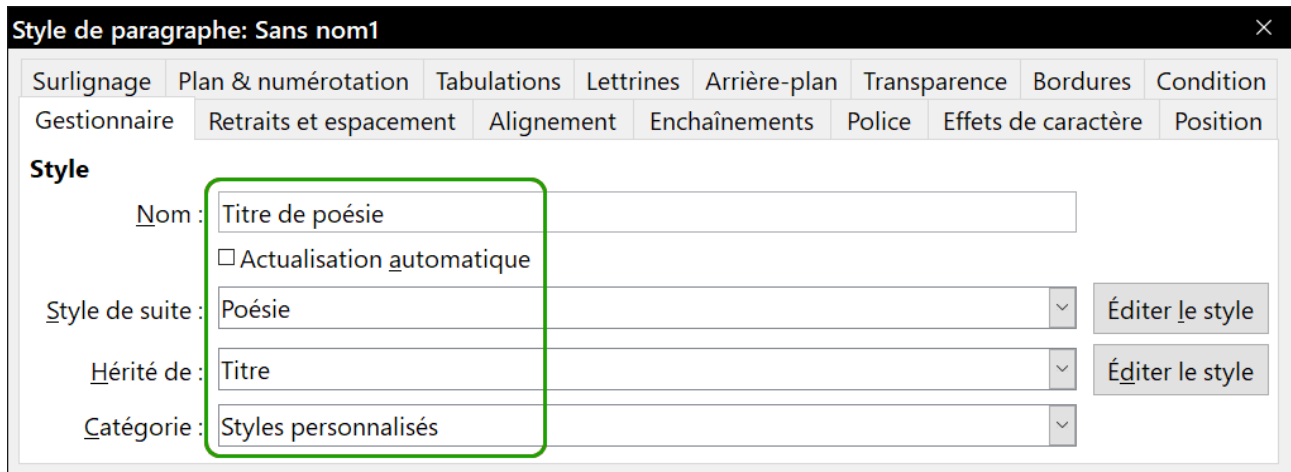 Style de paragraphe: Sans nom1
Surlignage Plan & numérotation Tabulations Lettrines Arrière-plan Transparence Bordures Condition
Gestionnaire Retraits et espacement Alignement Enchaînements Police Effets de caractère Position
Style
Nom : Titre de poésie
Actualisation automatique
Style de suite : Poésie Éditer le style
Hérité de : Titre Éditer le style
Catégorie : Styles personnalisés